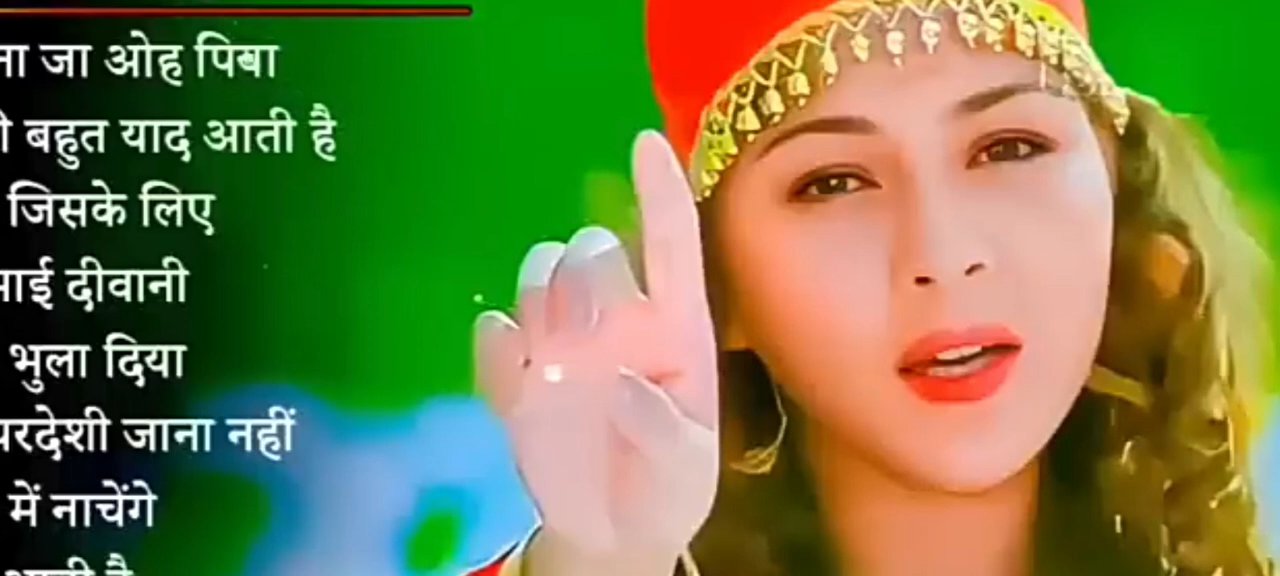 जा ओह पिया
बहुत याद आती है
जिसके लिए
दीवानी
भुला दिया
परदेशी जाना नहीं
में नाचेंगे